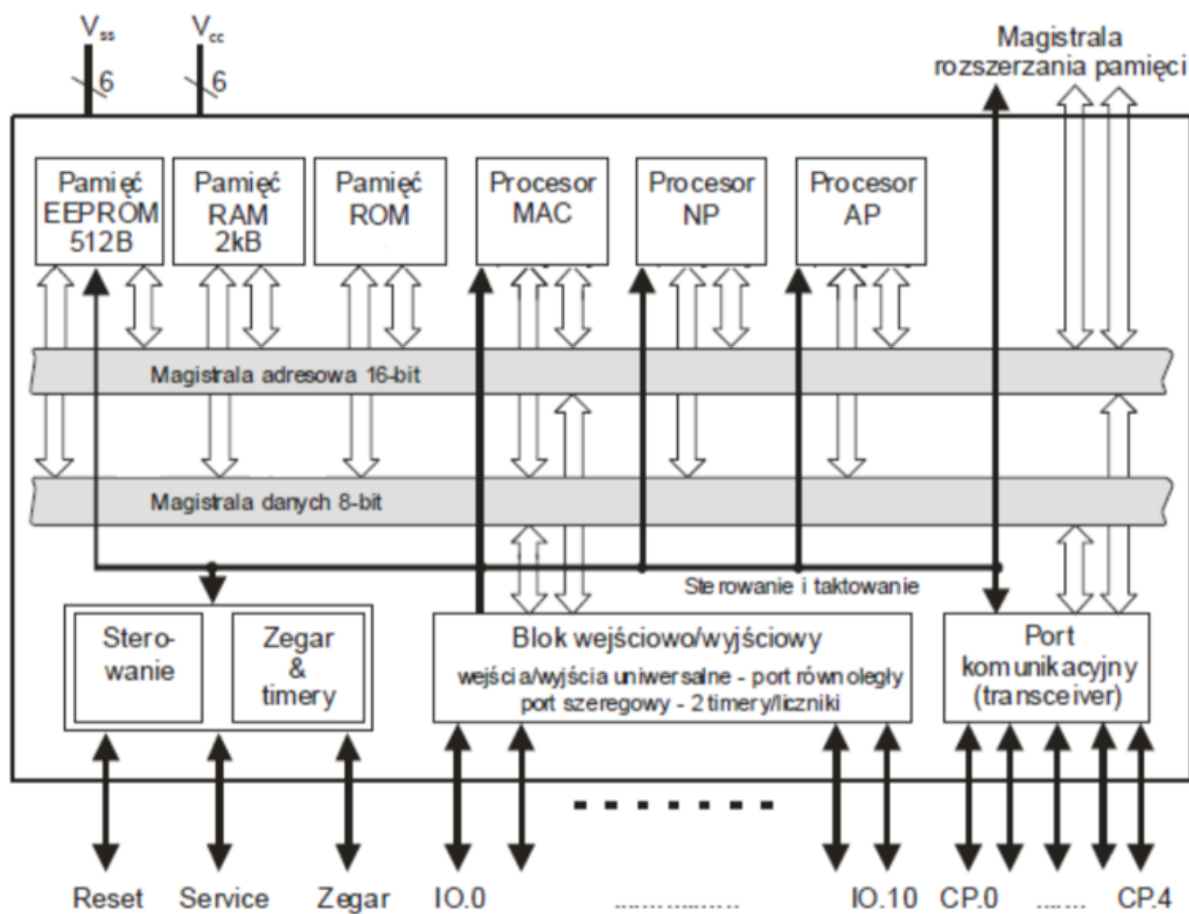 Vss
Vcc
6
6
Magistrala
rozszerzania pamięci
Pamięć
EEPROM
512B
Pamięć
RAM
2kB
Pamięć
ROM
Procesor
MAC
Procesor
NP
Procesor
AP
Magistrala adresowa 16-bit
Magistrala danych 8-bit
Sterowanie i taktowanie
Stero-
wanie
Zegar
&
timery
Blok wejściowo/wyjściowy
wejścia/wyjścia uniwersalne - port równoległy
port szeregowy - 2 timery/liczniki
Port
komunikacyjny
(transceiver)
Reset
Service
Zegar
IO.0
....................
IO.10
CP.0
.......
CP.4